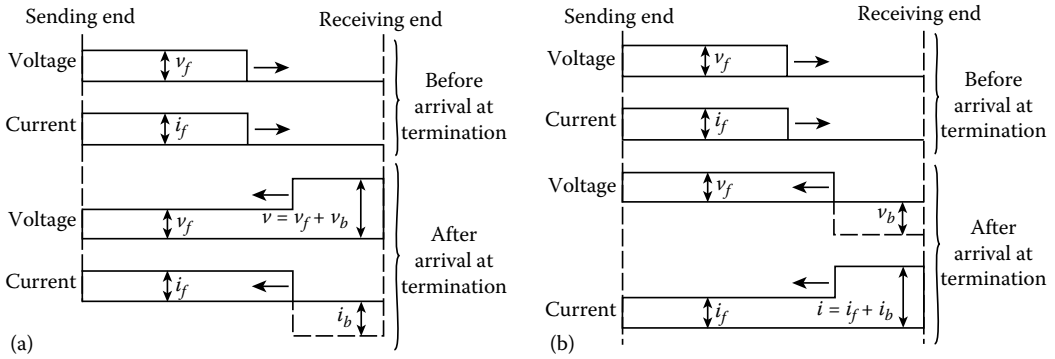 Sending end
Receiving end
Voltage
v_f
Current
i_f
Before
arrival at
termination
Voltage
v_f
v = v_f + v_b
Current
i_f
i_b
After
arrival at
termination
(a)
Sending end
Receiving end
Voltage
v_f
Current
i_f
Before
arrival at
termination
Voltage
v_f
v_b
Current
i_f
i = i_f + i_b
After
arrival at
termination
(b)